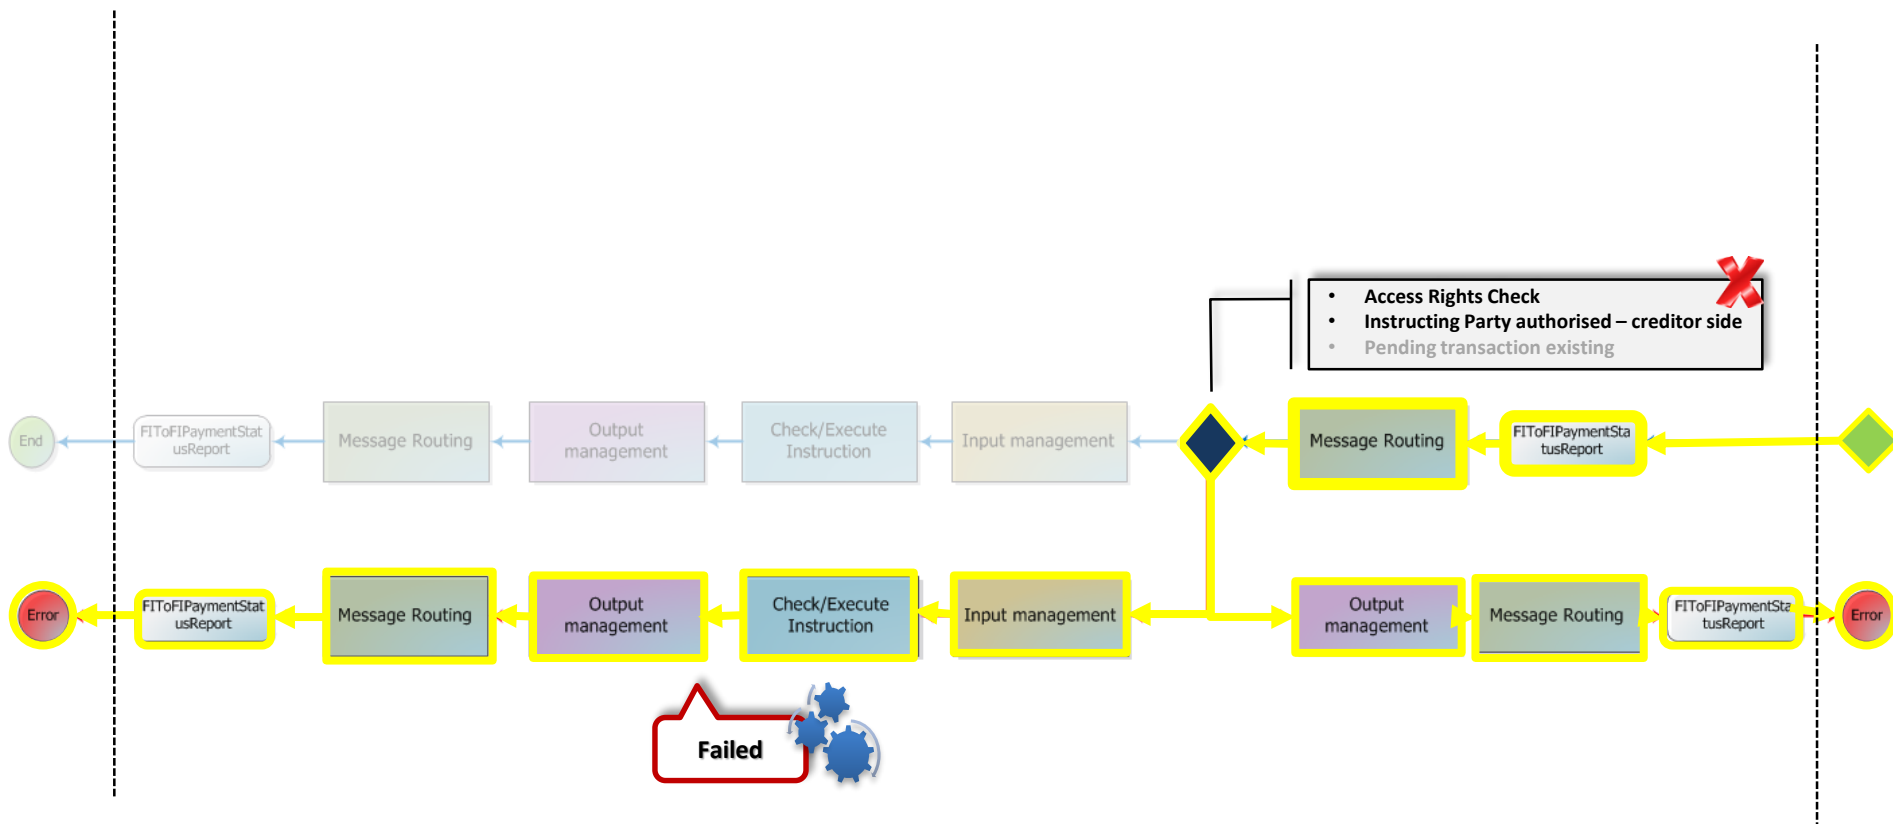 • Access Rights Check
• Instructing Party authorised – creditor side
• Pending transaction existing
End
FIToFIPaymentStat
usReport
Message Routing
Output
management
Check/Execute
Instruction
Input management
Message Routing
FIToFIPaymentSta
tusReport
Error
FIToFIPaymentStat
usReport
Message Routing
Output
management
Check/Execute
Instruction
Input management
Output
management
Message Routing
FIToFIPaymentSta
tusReport
Error
Failed